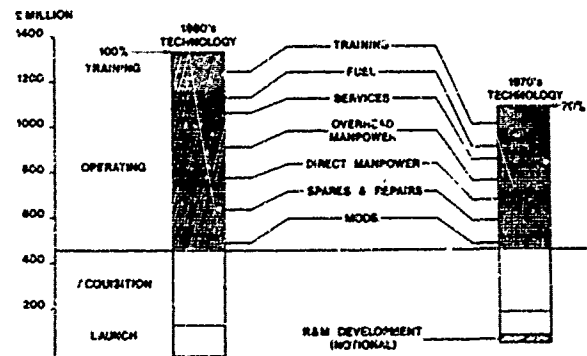 £ MILLION
1400
1200
1000
800
600
400
200
100%
TRAINING
OPERATING
ACQUISITION
LAUNCH
1960's
TECHNOLOGY
TRAINING
FUEL
SERVICES
OVERHEAD
MANPOWER
DIRECT MANPOWER
SPARES & REPAIRS
MODS
R&M DEVELOPMENT
(NOTIONAL)
1970's
TECHNOLOGY